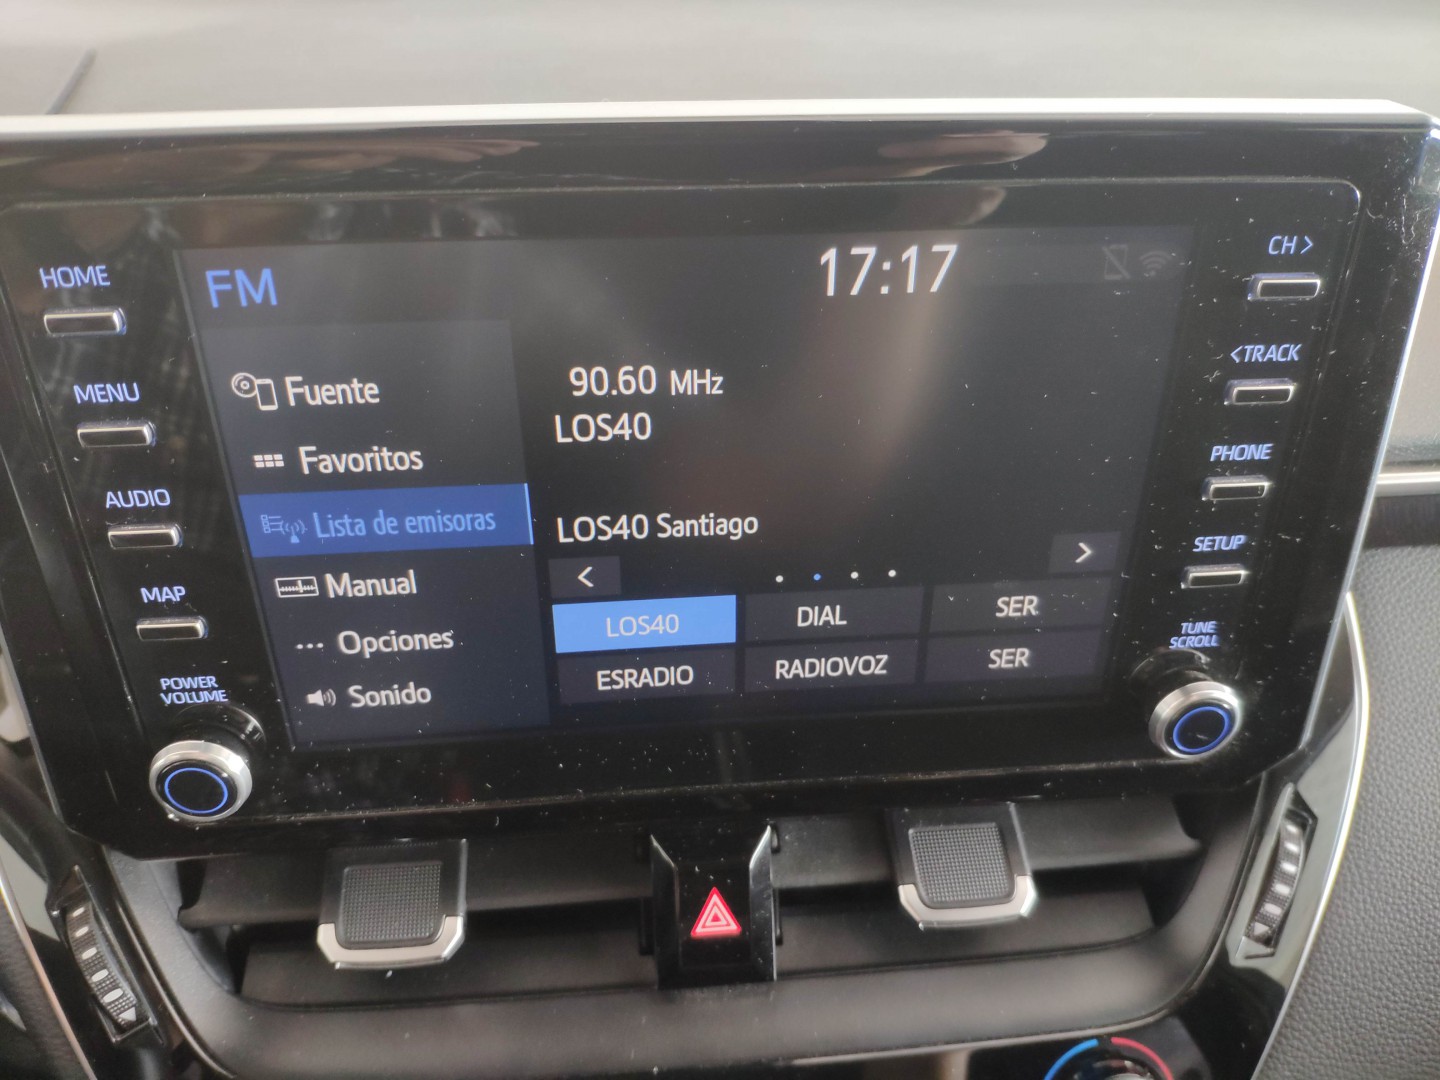 HOME
MENU
AUDIO
MAP
POWER
VOLUME
FM
17:17
Fuente
Favoritos
Lista de emisoras
Manual
Opciones
Sonido
90.60 MHz
LOS40
LOS40 Santiago
<
>
LOS40
DIAL
SER
ESRADIO
RADIOVOZ
SER
CH >
<TRACK
PHONE
SETUP
TUNE
SCROLL